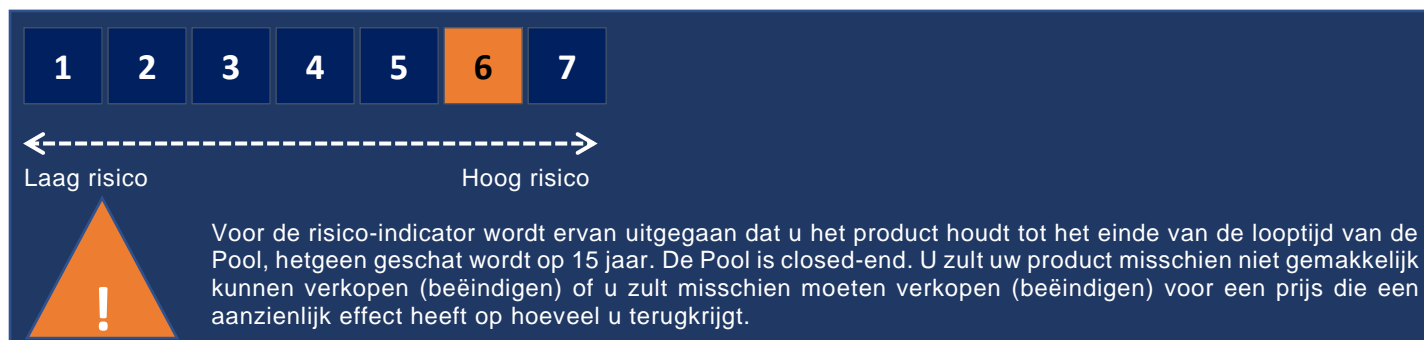 1 2 3 4 5 6 7
Laag risico Hoog risico
Voor de risico-indicator wordt ervan uitgegaan dat u het product houdt tot het einde van de looptijd van de
Pool, hetgeen geschat wordt op 15 jaar. De Pool is closed-end. U zult uw product misschien niet gemakkelijk
kunnen verkopen (beëindigen) of u zult misschien moeten verkopen (beëindigen) voor een prijs die een
aanzienlijk effect heeft op hoeveel u terugkrijgt.
!